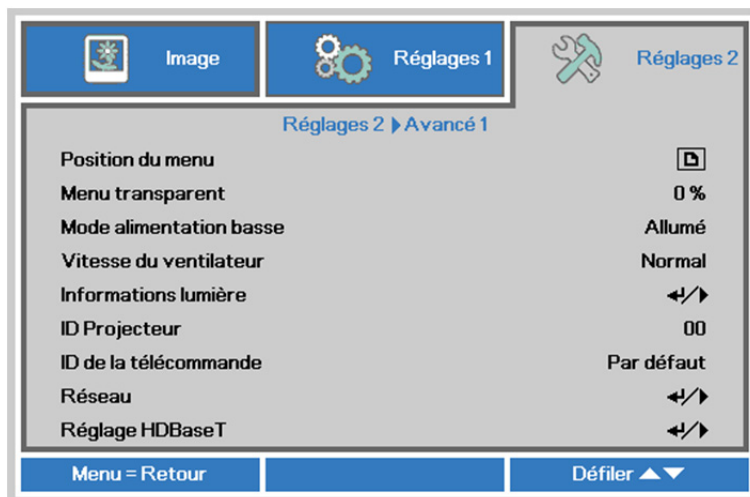 Image Réglages 1 Réglages 2
Réglages 2 ▶ Avancé 1
Position du menu
Menu transparent 0 %
Mode alimentation basse Allumé
Vitesse du ventilateur Normal
Informations lumière ↵/▶
ID Projecteur 00
ID de la télécommande Par défaut
Réseau ↵/▶
Réglage HDBaseT ↵/▶
Menu = Retour Défiler ▲▼